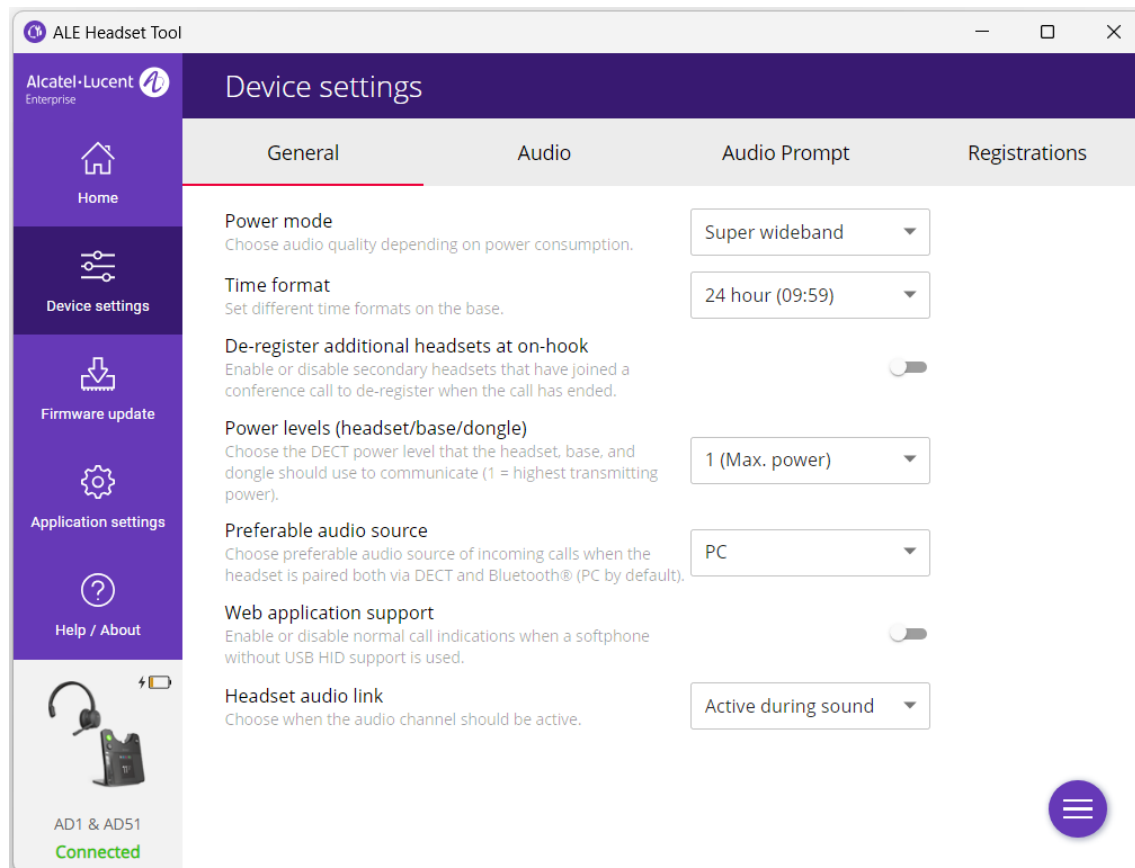 ALE Headset Tool
Alcatel·Lucent
Enterprise
Device settings
Home
Device settings
Firmware update
Application settings
Help / About
AD1 & AD51
Connected
General Audio Audio Prompt Registrations
Power mode
Choose audio quality depending on power consumption.
Super wideband
Time format
Set different time formats on the base.
24 hour (09:59)
De-register additional headsets at on-hook
Enable or disable secondary headsets that have joined a
conference call to de-register when the call has ended.
Power levels (headset/base/dongle)
Choose the DECT power level that the headset, base, and
dongle should use to communicate (1 = highest transmitting
power).
1 (Max. power)
Preferable audio source
Choose preferable audio source of incoming calls when the
headset is paired both via DECT and Bluetooth® (PC by default).
PC
Web application support
Enable or disable normal call indications when a softphone
without USB HID support is used.
Headset audio link
Choose when the audio channel should be active.
Active during sound